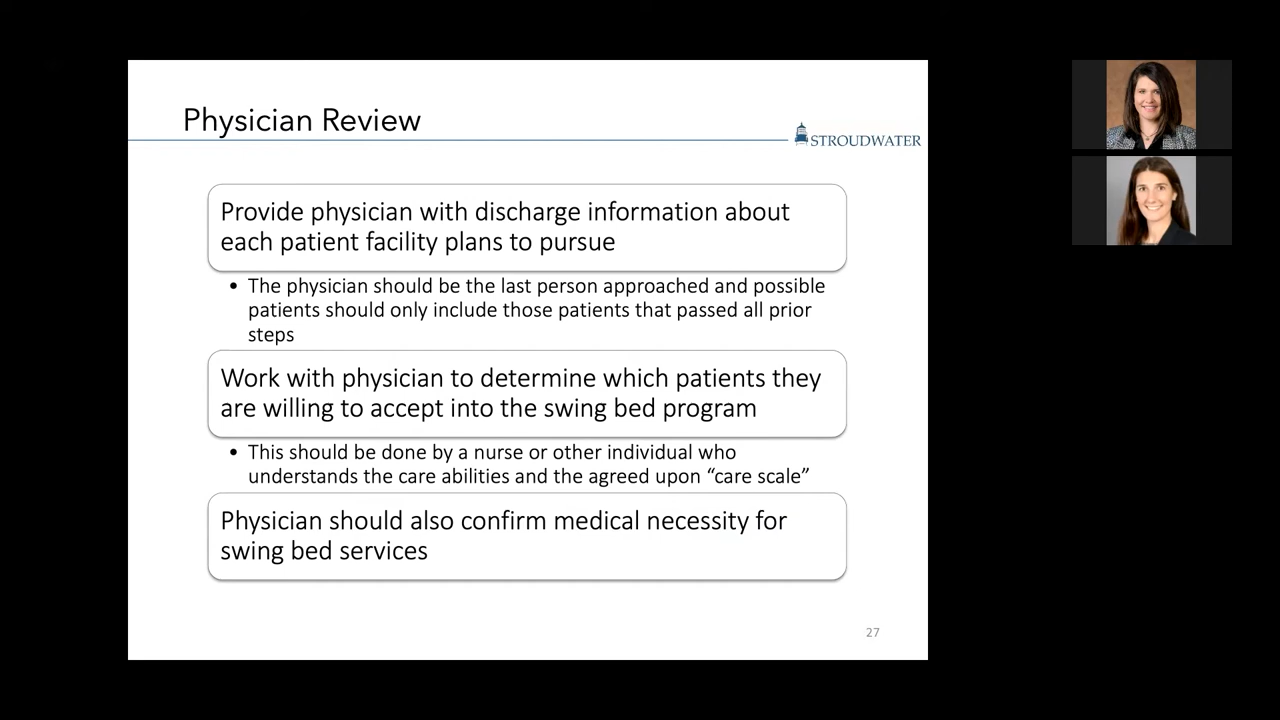 Physician Review
STROUDWATER
Provide physician with discharge information about
each patient facility plans to pursue
• The physician should be the last person approached and possible
patients should only include those patients that passed all prior
steps
Work with physician to determine which patients they
are willing to accept into the swing bed program
• This should be done by a nurse or other individual who
understands the care abilities and the agreed upon “care scale”
Physician should also confirm medical necessity for
swing bed services
27